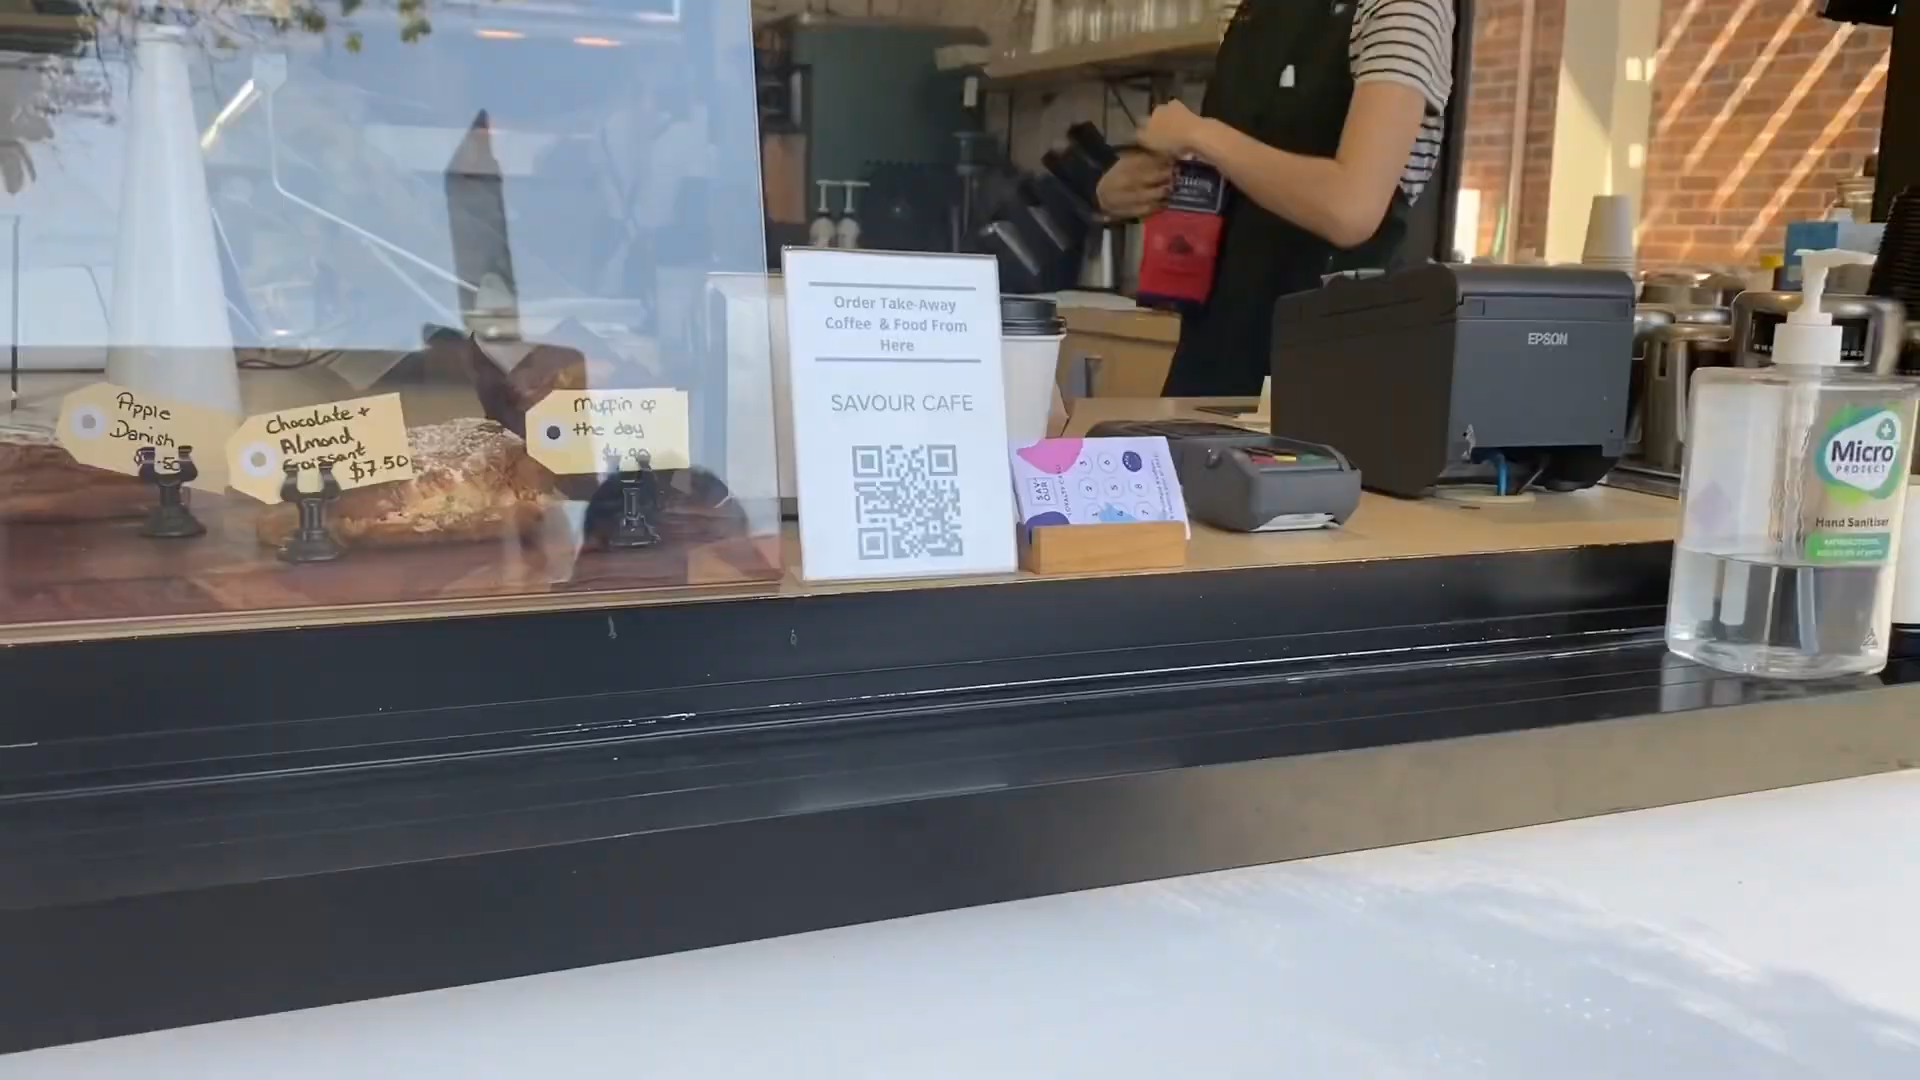 Apple
Danish
Chocolate +
Almond
Croissant
$7.50
Muffin of
the day
Order Take-Away
Coffee & Food From
Here
SAVOUR CAFE
EPSON
Micro
PROTECT
Hand Sanitiser